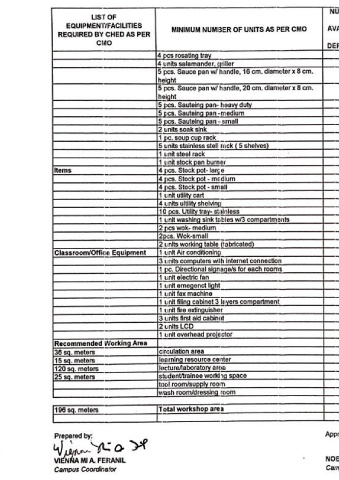 LIST OF
EQUIPMENT/FACILITIES
REQUIRED BY CHED AS PER
CMO
MINIMUM NUMBER OF UNITS AS PER CMO
NU
AVA
DEF
4 pcs rosating tray
4 units salamander, griller
5 pcs. Sauce pan w/ handle, 16 cm. diameter x 8 cm.
height
5 pcs. Sauce pan w/ handle, 20 cm. diameter x 8 cm.
height
5 pcs. Sauteing pan- heavy duty
5 pcs. Sauteing pan -medium
5 pcs. Sauteing pan - small
2 units soak sink
1 pc. soup cup rack
5 units stainless stell rack ( 5 shelves)
1 unit steel rack
1 unit stock pan burner
Items
4 pcs. Stock pot- large
4 pcs. Stock pot - medium
4 pcs. Stock pot - small
1 unit utility cart
4 units utility shelving
10 pcs. Utility tray- stainless
1 unit washing sink tables w/3 compartments
2 pcs wok- medium
2pcs. Wok-small
2 units working table (fabricated)
Classroom/Office Equipment
1 unit Air conditioning
3 units computers with internet connection
1 pc. Directional signage/s for each rooms
1 unit electric fan
1 unit emegenct light
1 unit fax machine
1 unit filing cabinet 3 layers compartment
1 unit fire extinguisher
3 units first aid cabinet
2 units LCD
1 unit overhead projector
Recommended Working Area
36 sq. meters circulation area
15 sq. meters learning resource center
120 sq. meters lecture/laboratory area
25 sq. meters student/trainee working space
tool room/supply room
wash room/dressing room
196 sq. meters Total workshop area
Prepared by:
VIENNA MI A. FERANIL
Campus Coordinator
Appr
NOE
Cam